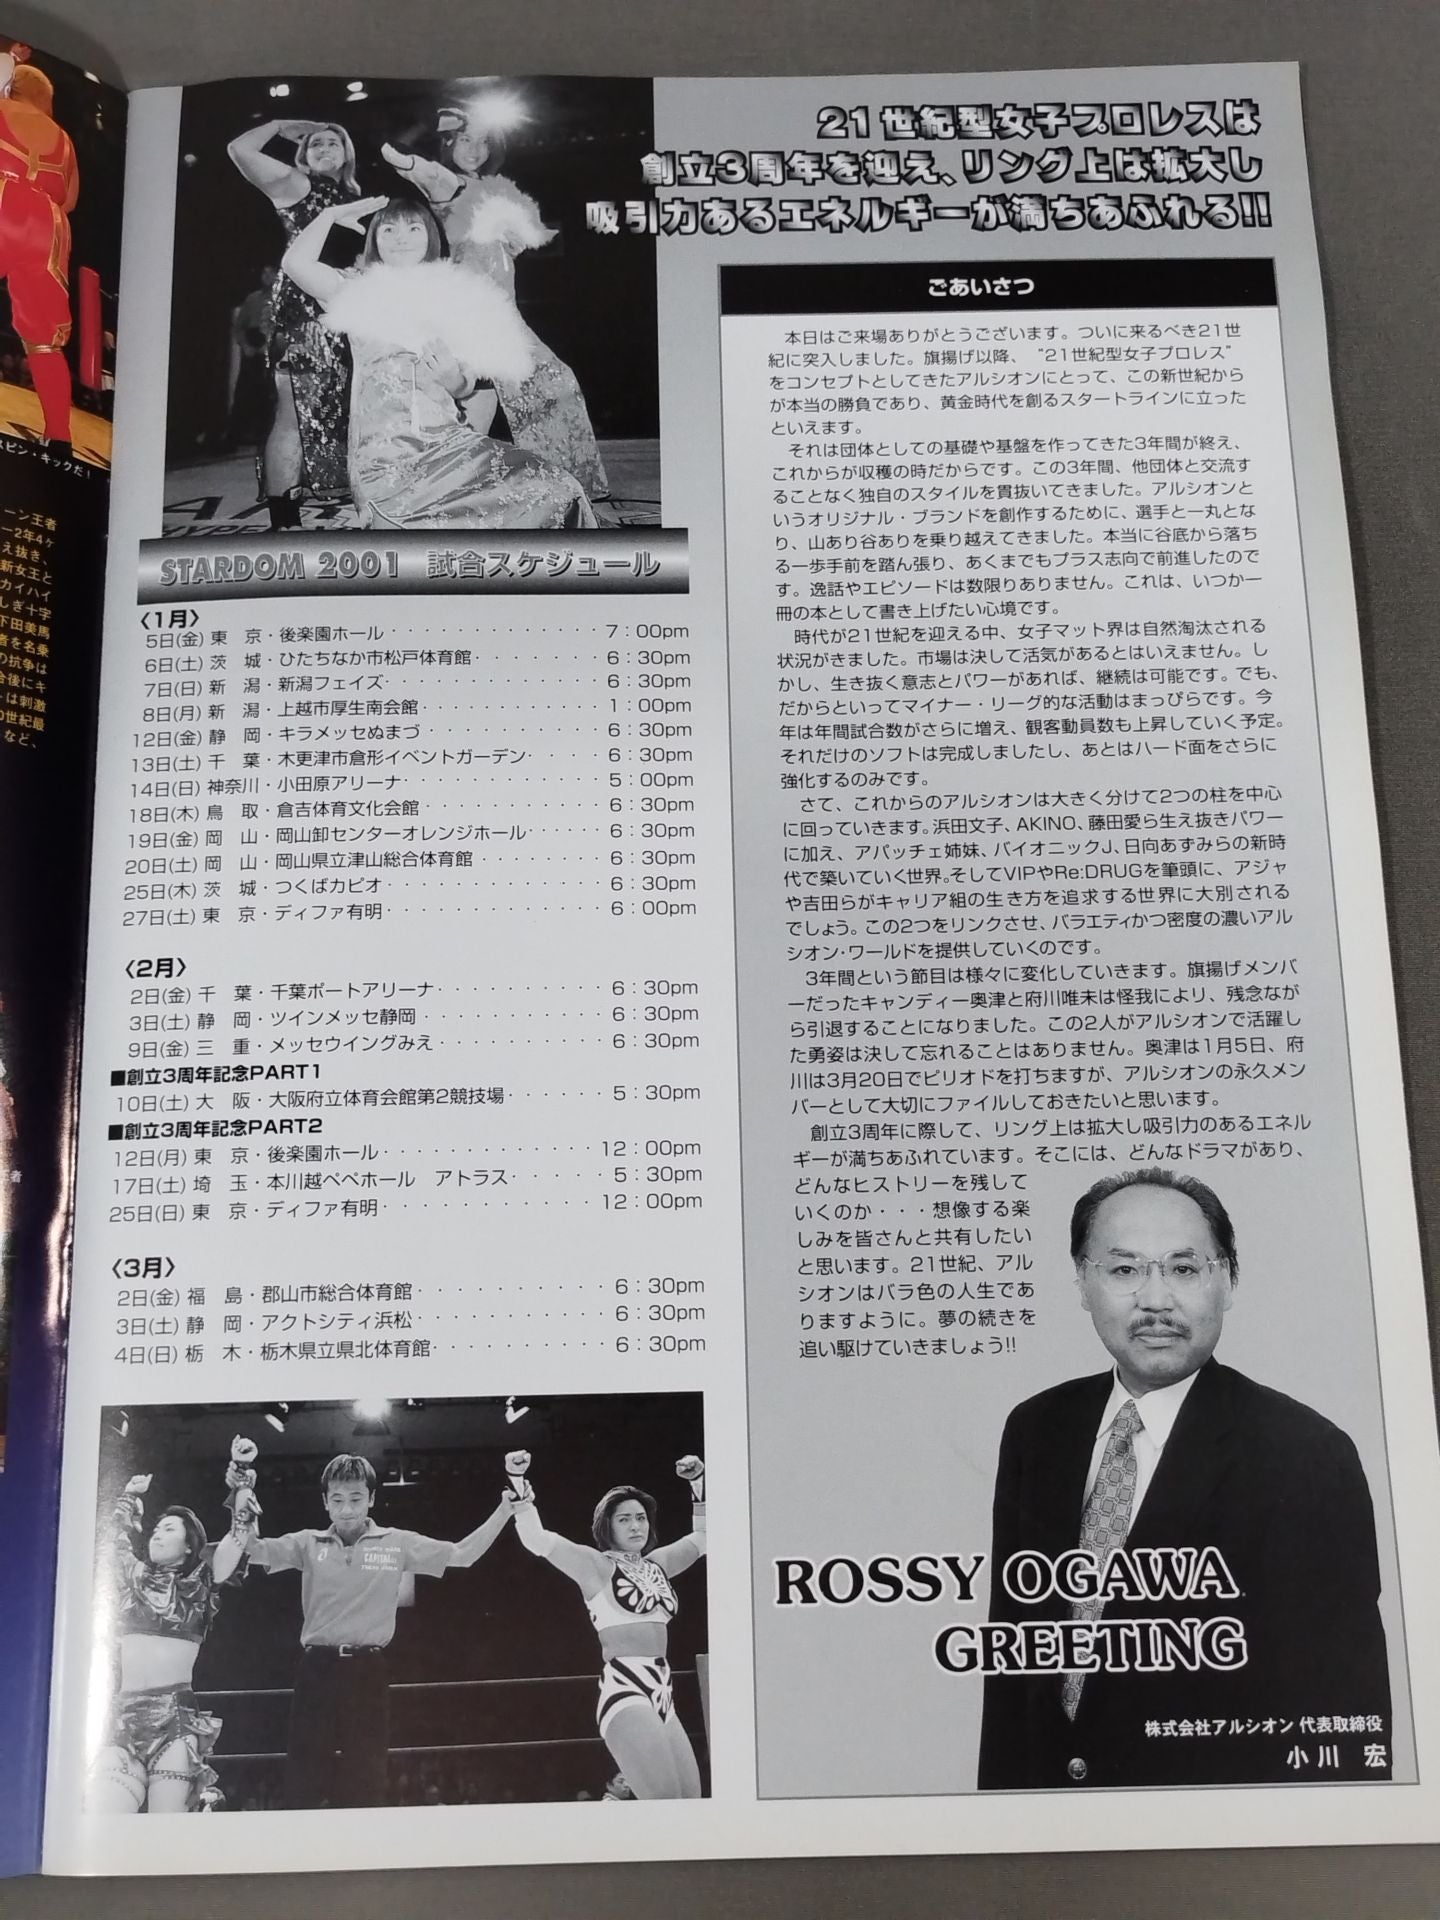 スピン・キックだ！
ーン王者
ー2年4ヶ
え抜き、
新女王と
カイハイ
しぎ十字
下田美馬
者を名乗
の抗争は
合後にキ
ーは刺激
0世紀最
など、
21世紀型女子プロレスは
創立3周年を迎え、リング上は拡大し
吸引力あるエネルギーが満ちあふれる!!
STARDOM 2001 試合スケジュール
〈1月〉
5日(金) 東　京・後楽園ホール・・・・・・・・・・・・・7：00pm
6日(土) 茨　城・ひたちなか市松戸体育館・・・・・・・・6：30pm
7日(日) 新　潟・新潟フェイズ・・・・・・・・・・・・・6：30pm
8日(月) 新　潟・上越市厚生南会館・・・・・・・・・・・1：00pm
12日(金) 静　岡・キラメッセぬまづ・・・・・・・・・・・6：30pm
13日(土) 千　葉・木更津市倉形イベントガーデン・・・・・6：30pm
14日(日) 神奈川・小田原アリーナ・・・・・・・・・・・・5：00pm
18日(木) 鳥　取・倉吉体育文化会館・・・・・・・・・・・6：30pm
19日(金) 岡　山・岡山卸センターオレンジホール・・・・・6：30pm
20日(土) 岡　山・岡山県立津山総合体育館・・・・・・・・6：30pm
25日(木) 茨　城・つくばカピオ・・・・・・・・・・・・・6：30pm
27日(土) 東　京・ディファ有明・・・・・・・・・・・・・6：00pm
〈2月〉
2日(金) 千　葉・千葉ポートアリーナ・・・・・・・・・・6：30pm
3日(土) 静　岡・ツインメッセ静岡・・・・・・・・・・・6：30pm
9日(金) 三　重・メッセウイングみえ・・・・・・・・・・6：30pm
■創立3周年記念PART1
10日(土) 大　阪・大阪府立体育会館第2競技場・・・・・・5：30pm
■創立3周年記念PART2
12日(月) 東　京・後楽園ホール・・・・・・・・・・・・12：00pm
17日(土) 埼　玉・本川越ペペホール　アトラス・・・・・5：30pm
25日(日) 東　京・ディファ有明・・・・・・・・・・・・12：00pm
〈3月〉
2日(金) 福　島・郡山市総合体育館・・・・・・・・・・・6：30pm
3日(土) 静　岡・アクトシティ浜松・・・・・・・・・・・6：30pm
4日(日) 栃　木・栃木県立県北体育館・・・・・・・・・・6：30pm
ごあいさつ
本日はご来場ありがとうございます。ついに来るべき21世
紀に突入しました。旗揚げ以降、“21世紀型女子プロレス”
をコンセプトとしてきたアルシオンにとって、この新世紀から
が本当の勝負であり、黄金時代を創るスタートラインに立った
といえます。
それは団体としての基礎や基盤を作ってきた3年間が終え、
これからが収穫の時だからです。この3年間、他団体と交流す
ることなく独自のスタイルを貫抜いてきました。アルシオンと
いうオリジナル・ブランドを創作するために、選手と一丸とな
り、山あり谷ありを乗り越えてきました。本当に谷底から落ち
る一歩手前を踏ん張り、あくまでもプラス志向で前進したので
す。逸話やエピソードは数限りありません。これは、いつか一
冊の本として書き上げたい心境です。
時代が21世紀を迎える中、女子マット界は自然淘汰される
状況がきました。市場は決して活気があるとはいえません。し
かし、生き抜く意志とパワーがあれば、継続は可能です。でも、
だからといってマイナー・リーグ的な活動はまっぴらです。今
年は年間試合数がさらに増え、観客動員数も上昇していく予定。
それだけのソフトは完成しましたし、あとはハード面をさらに
強化するのみです。
さて、これからのアルシオンは大きく分けて2つの柱を中心
に回っていきます。浜田文子、AKINO、藤田愛ら生え抜きパワー
に加え、アパッチェ姉妹、バイオニックJ、日向あずみらの新時
代で築いていく世界。そしてVIPやRe:DRUGを筆頭に、アジャ
や吉田らがキャリア組の生き方を追求する世界に大別される
でしょう。この2つをリンクさせ、バラエティかつ密度の濃いアル
シオン・ワールドを提供していくのです。
3年間という節目は様々に変化していきます。旗揚げメンバ
ーだったキャンディー奥津と府川唯未は怪我により、残念なが
ら引退することになりました。この2人がアルシオンで活躍し
た勇姿は決して忘れることはありません。奥津は1月5日、府
川は3月20日でピリオドを打ちますが、アルシオンの永久メン
バーとして大切にファイルしておきたいと思います。
創立3周年に際して、リング上は拡大し吸引力のあるエネル
ギーが満ちあふれています。そこには、どんなドラマがあり、
どんなヒストリーを残して
いくのか・・・想像する楽
しみを皆さんと共有したい
と思います。21世紀、アル
シオンはバラ色の人生であ
りますように。夢の続きを
追い駆けていきましょう!!
ROSSY OGAWA
GREETING
株式会社アルシオン 代表取締役
小川　宏